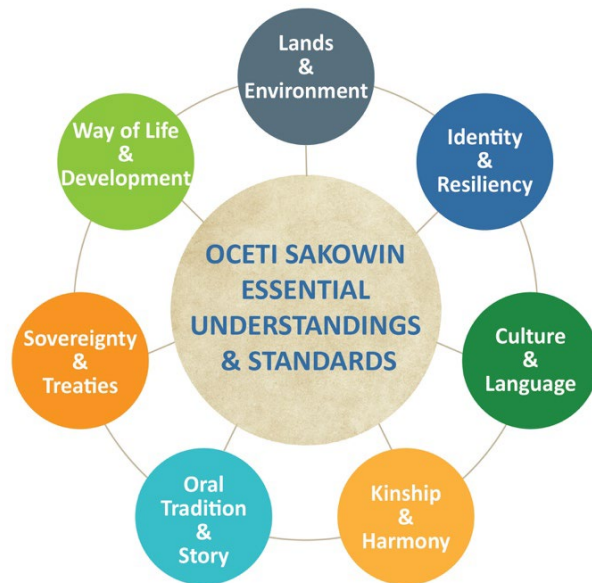 OCETI SAKOWIN
ESSENTIAL
UNDERSTANDINGS
& STANDARDS
Lands
&
Environment
Identity
&
Resiliency
Culture
&
Language
Kinship
&
Harmony
Oral
Tradition
&
Story
Sovereignty
&
Treaties
Way of Life
&
Development